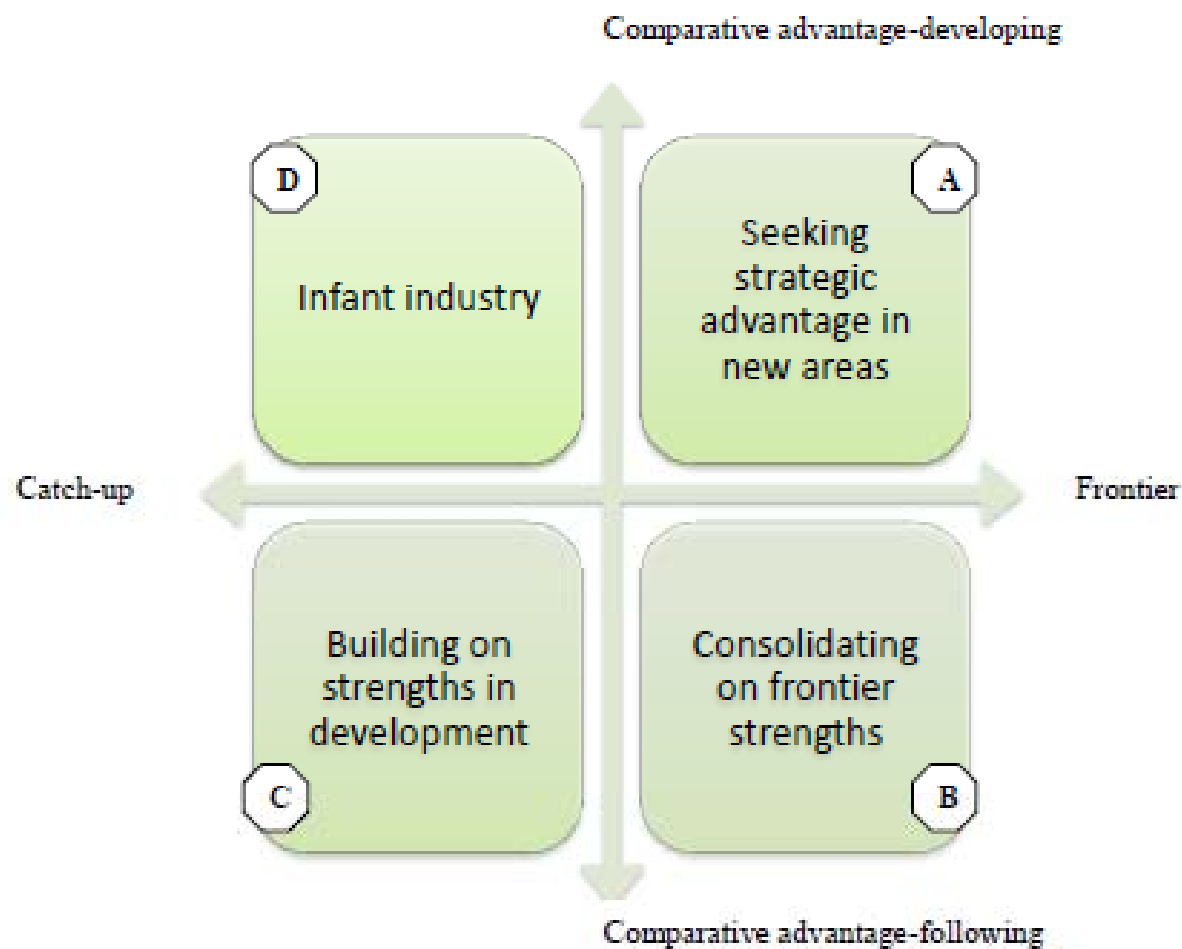 Comparative advantage-developing
D
A
Infant industry
Seeking
strategic
advantage in
new areas
Catch-up
Frontier
Building on
strengths in
development
Consolidating
on frontier
strengths
C
B
Comparative advantage-following